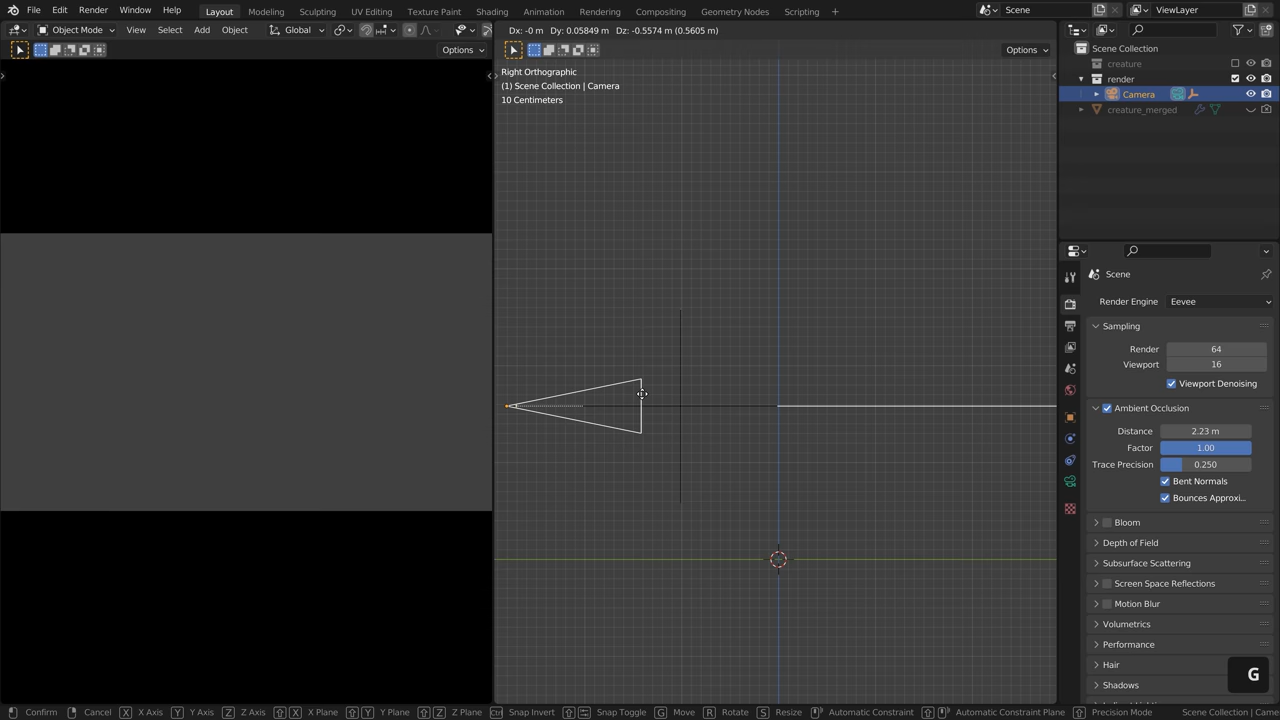 File Edit Render Window Help Layout Modeling Sculpting UV Editing Texture Paint Shading Animation Rendering Compositing Geometry Nodes Scripting + Scene ViewLayer
Object Mode View Select Add Object Global Dx: -0 m Dy: 0.05849 m Dz: -0.5574 m (0.5605 m)
Options Options
Right Orthographic
(1) Scene Collection | Camera
10 Centimeters
Scene Collection
creature
render
Camera
creature_merged
Scene
Render Engine Eevee
Sampling
Render 64
Viewport 16
Viewport Denoising
Ambient Occlusion
Distance 2.23 m
Factor 1.00
Trace Precision 0.250
Bent Normals
Bounces Approxi...
Bloom
Depth of Field
Subsurface Scattering
Screen Space Reflections
Motion Blur
Volumetrics
Performance
Hair
Shadows
G
Confirm Cancel X X Axis Y Y Axis Z Z Axis X X Plane Y Y Plane Z Z Plane Ctrl Snap Invert Snap Toggle G Move R Rotate S Resize Automatic Constraint Automatic Constraint Plane Precision Mode Scene Collection | Came